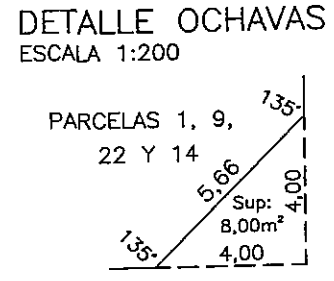 DETALLE OCHAVAS
ESCALA 1:200
PARCELAS 1, 9,
22 Y 14
135°
5,66
Sup:
8,00m²
4,00
135°
4,00